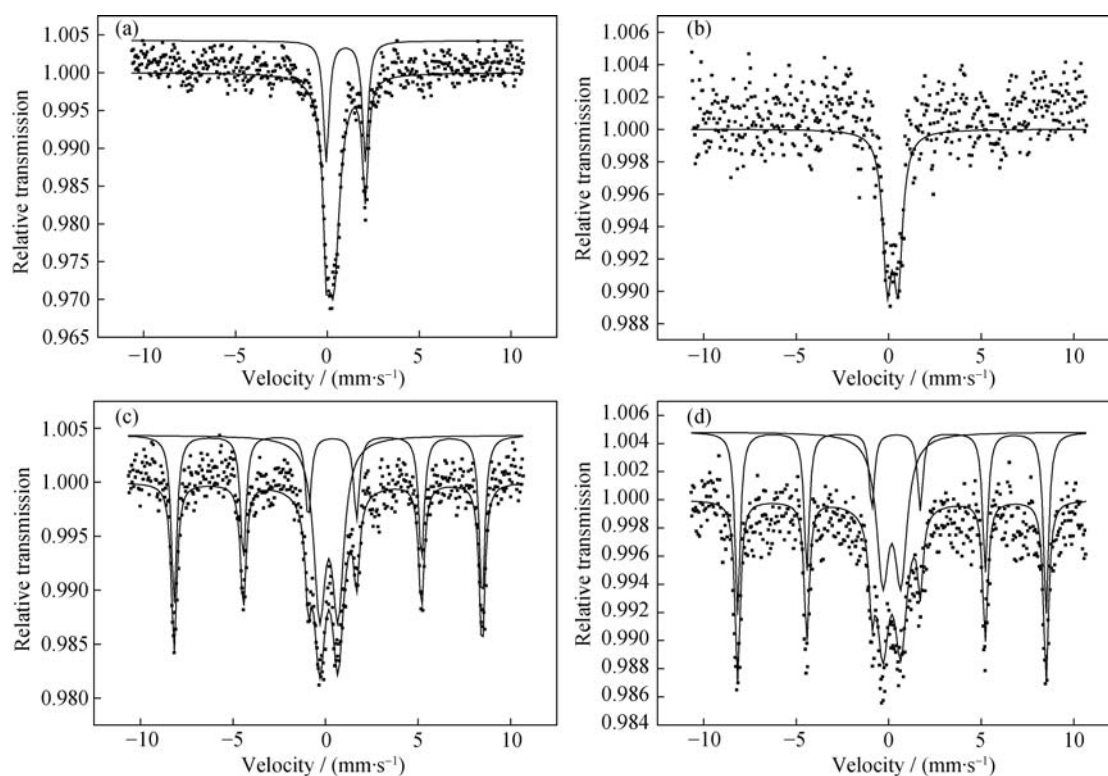 (a)
1.005
1.000
0.995
0.990
0.985
0.980
0.975
0.970
0.965
Relative transmission
−10 −5 0 5 10
Velocity / (mm·s⁻¹)
(b)
1.006
1.004
1.002
1.000
0.998
0.996
0.994
0.992
0.990
0.988
Relative transmission
−10 −5 0 5 10
Velocity / (mm·s⁻¹)
(c)
1.005
1.000
0.995
0.990
0.985
0.980
Relative transmission
−10 −5 0 5 10
Velocity / (mm·s⁻¹)
(d)
1.006
1.004
1.002
1.000
0.998
0.996
0.994
0.992
0.990
0.988
0.986
0.984
Relative transmission
−10 −5 0 5 10
Velocity / (mm·s⁻¹)